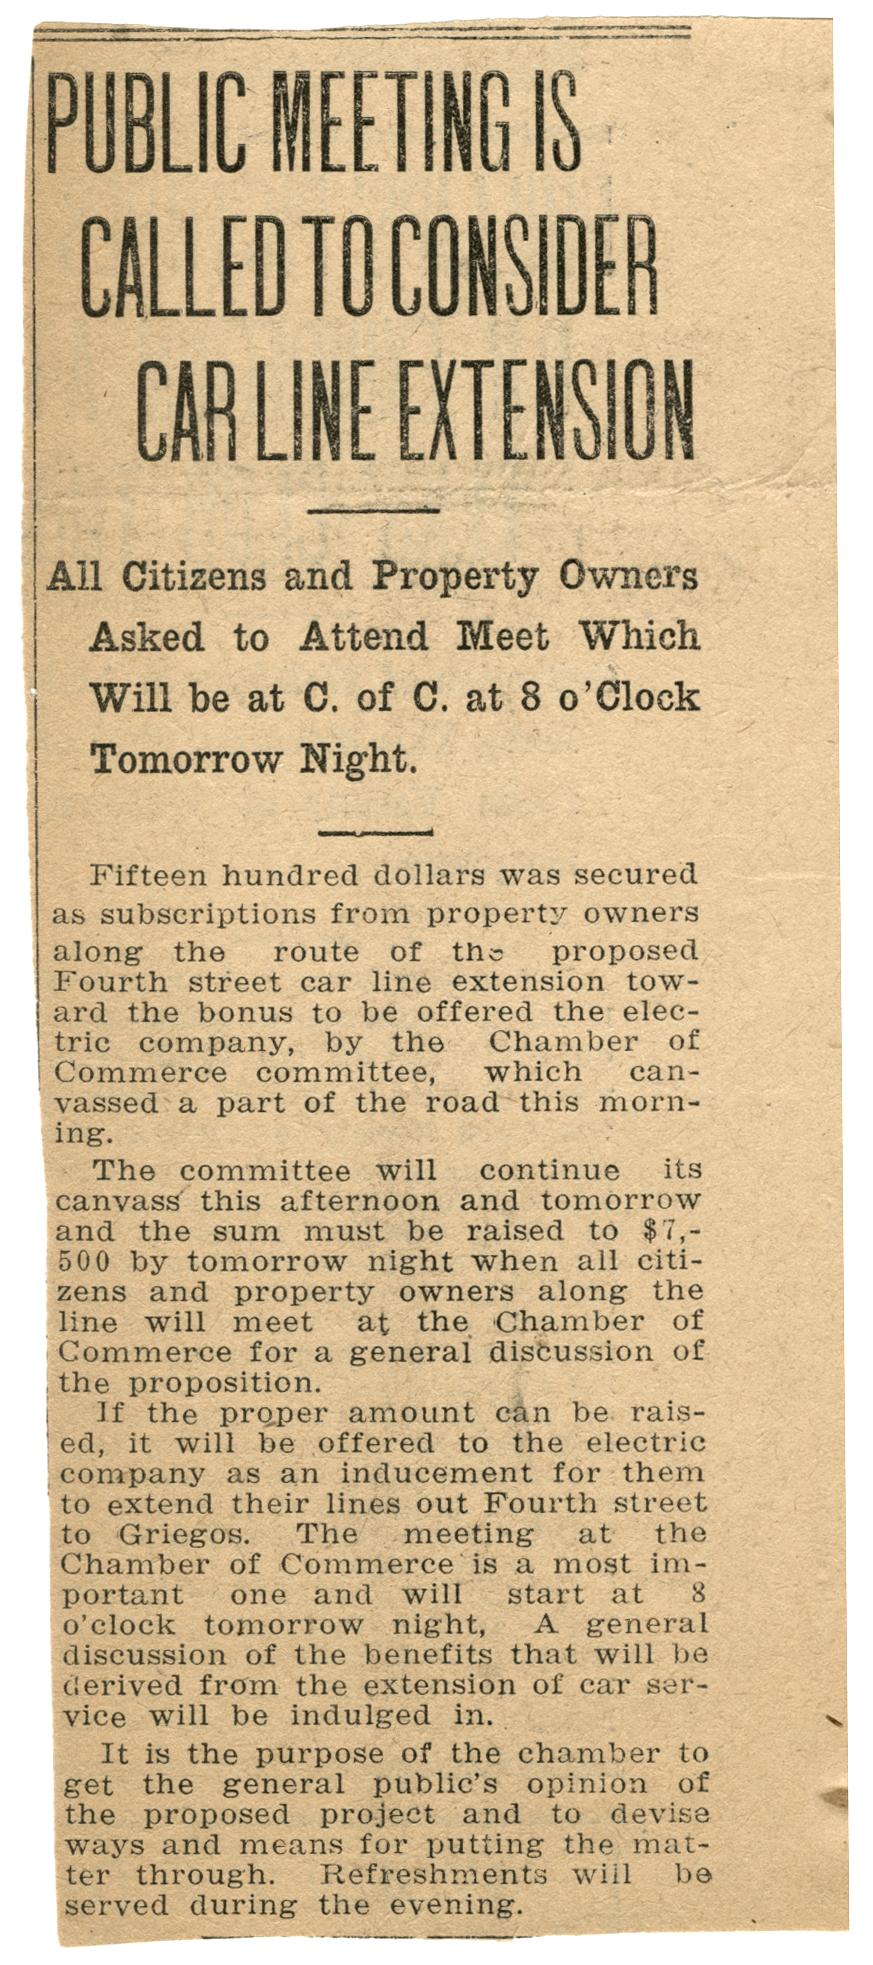 PUBLIC MEETING IS
CALLED TO CONSIDER
CAR LINE EXTENSION
All Citizens and Property Owners
Asked to Attend Meet Which
Will be at C. of C. at 8 o'Clock
Tomorrow Night.
Fifteen hundred dollars was secured
as subscriptions from property owners
along the route of the proposed
Fourth street car line extension tow-
ard the bonus to be offered the elec-
tric company, by the Chamber of
Commerce committee, which can-
vassed a part of the road this morn-
ing.
The committee will continue its
canvass this afternoon and tomorrow
and the sum must be raised to $7,-
500 by tomorrow night when all citi-
zens and property owners along the
line will meet at the Chamber of
Commerce for a general discussion of
the proposition.
If the proper amount can be rais-
ed, it will be offered to the electric
company as an inducement for them
to extend their lines out Fourth street
to Griegos. The meeting at the
Chamber of Commerce is a most im-
portant one and will start at 8
o'clock tomorrow night, A general
discussion of the benefits that will be
derived from the extension of car ser-
vice will be indulged in.
It is the purpose of the chamber to
get the general public's opinion of
the proposed project and to devise
ways and means for putting the mat-
ter through. Refreshments will be
served during the evening.